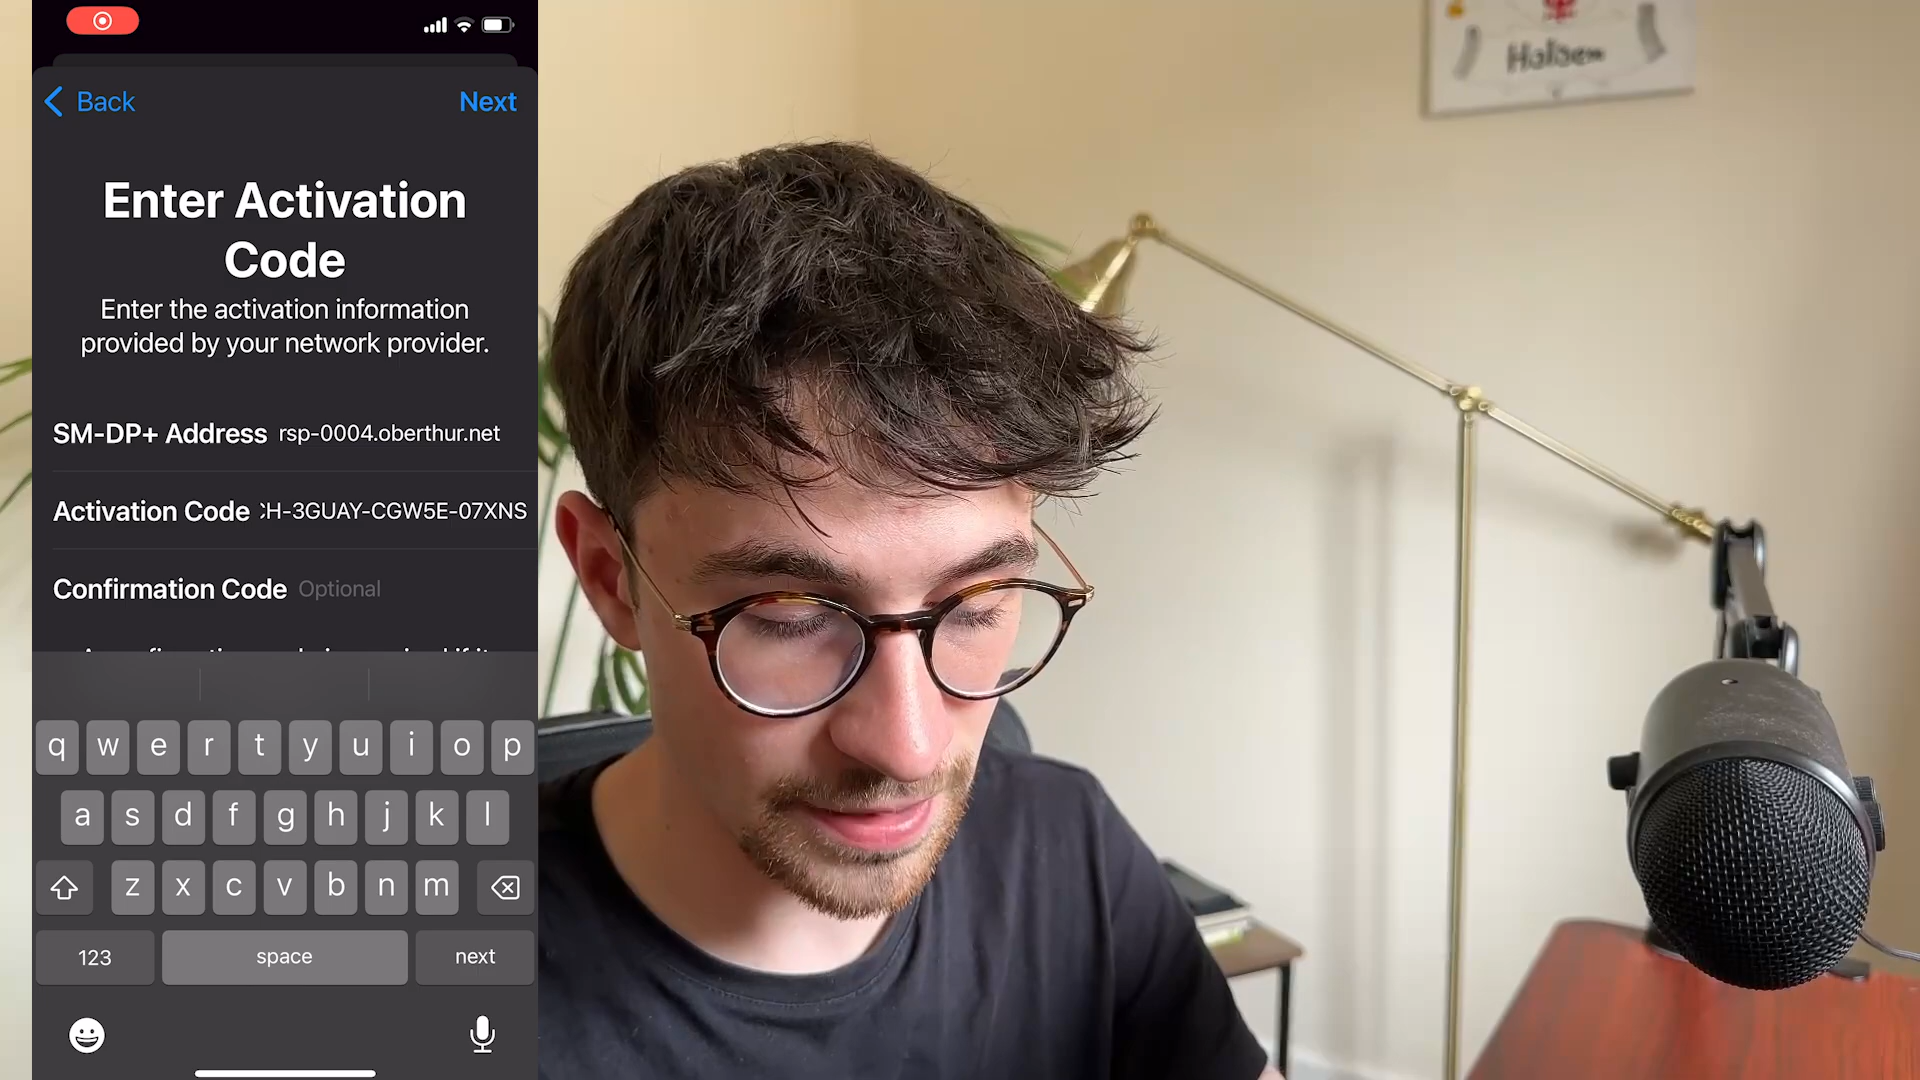 Back
Next
Enter Activation
Code
Enter the activation information
provided by your network provider.
SM-DP+ Address rsp-0004.oberthur.net
Activation Code H-3GUAY-CGW5E-07XNS
Confirmation Code Optional
q w e r t y u i o p
a s d f g h j k l
z x c v b n m
123 space next